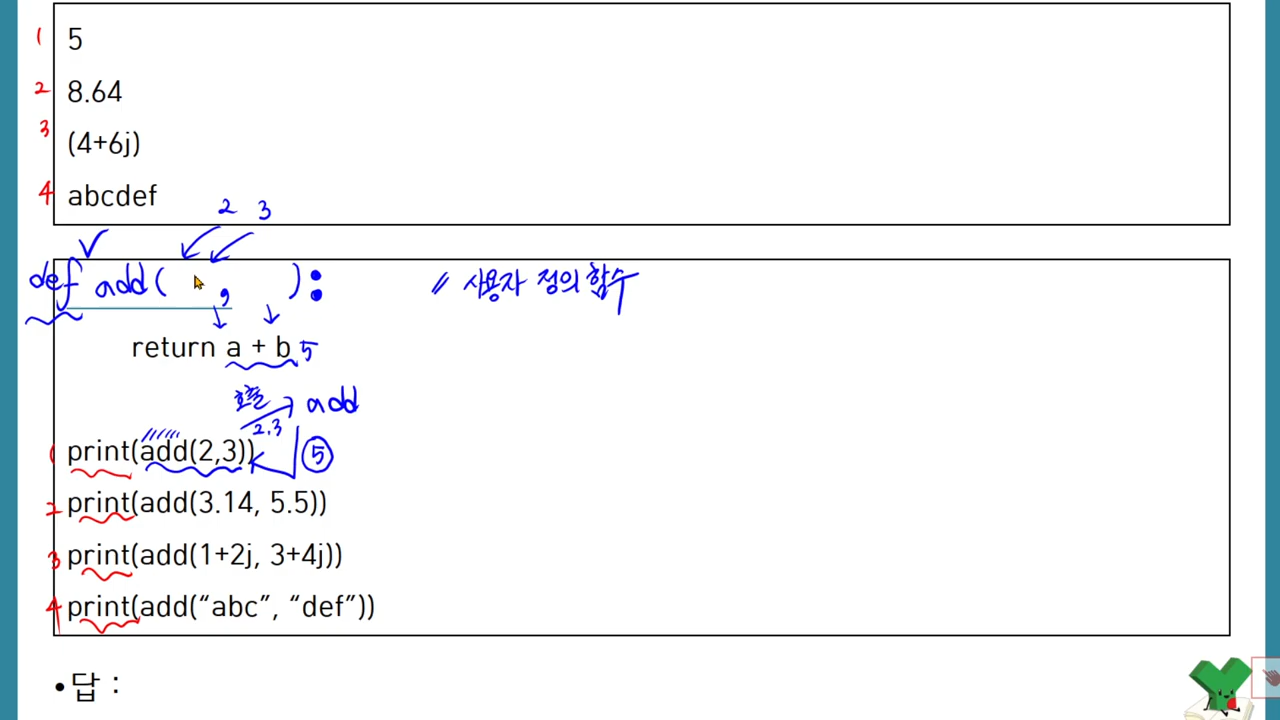 1 5
2 8.64
3 (4+6j)
4 abcdef
2 3
def add( , ): // 사용자 정의 함수
return a + b 5
호출 add
2,3
1 print(add(2,3)) 5
2 print(add(3.14, 5.5))
3 print(add(1+2j, 3+4j))
4 print(add(“abc”, “def”))
•답 :